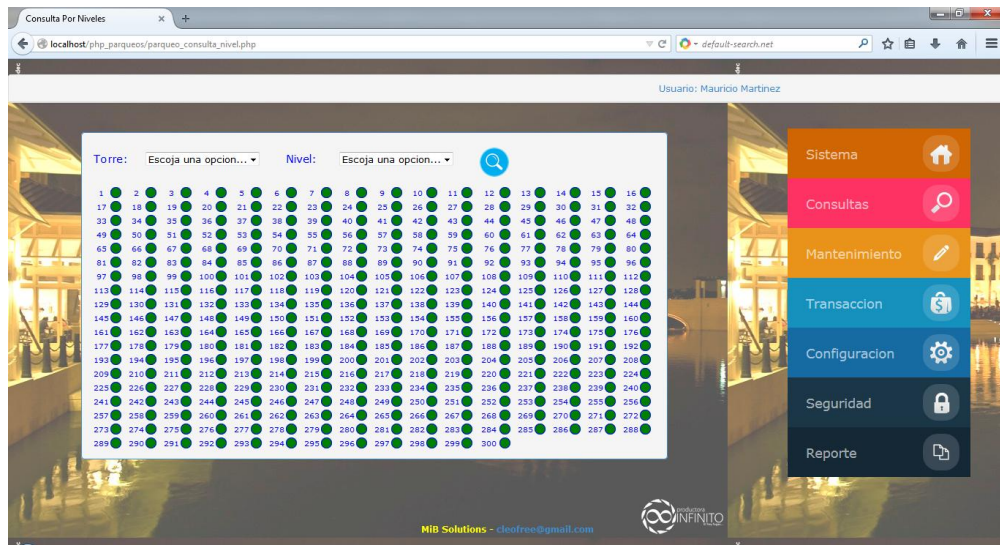 Consulta Por Niveles
localhost/php_parqueos/parqueo_consulta_nivel.php
default-search.net
Usuario: Mauricio Martinez
Torre: Escoja una opcion... Nivel: Escoja una opcion...
1 2 3 4 5 6 7 8 9 10 11 12 13 14 15 16
17 18 19 20 21 22 23 24 25 26 27 28 29 30 31 32
33 34 35 36 37 38 39 40 41 42 43 44 45 46 47 48
49 50 51 52 53 54 55 56 57 58 59 60 61 62 63 64
65 66 67 68 69 70 71 72 73 74 75 76 77 78 79 80
81 82 83 84 85 86 87 88 89 90 91 92 93 94 95 96
97 98 99 100 101 102 103 104 105 106 107 108 109 110 111 112
113 114 115 116 117 118 119 120 121 122 123 124 125 126 127 128
129 130 131 132 133 134 135 136 137 138 139 140 141 142 143 144
145 146 147 148 149 150 151 152 153 154 155 156 157 158 159 160
161 162 163 164 165 166 167 168 169 170 171 172 173 174 175 176
177 178 179 180 181 182 183 184 185 186 187 188 189 190 191 192
193 194 195 196 197 198 199 200 201 202 203 204 205 206 207 208
209 210 211 212 213 214 215 216 217 218 219 220 221 222 223 224
225 226 227 228 229 230 231 232 233 234 235 236 237 238 239 240
241 242 243 244 245 246 247 248 249 250 251 252 253 254 255 256
257 258 259 260 261 262 263 264 265 266 267 268 269 270 271 272
273 274 275 276 277 278 279 280 281 282 283 284 285 286 287 288
289 290 291 292 293 294 295 296 297 298 299 300
Sistema
Consultas
Mantenimiento
Transaccion
Configuracion
Seguridad
Reporte
productora
INFINITO
MiB Solutions - cleofree@gmail.com